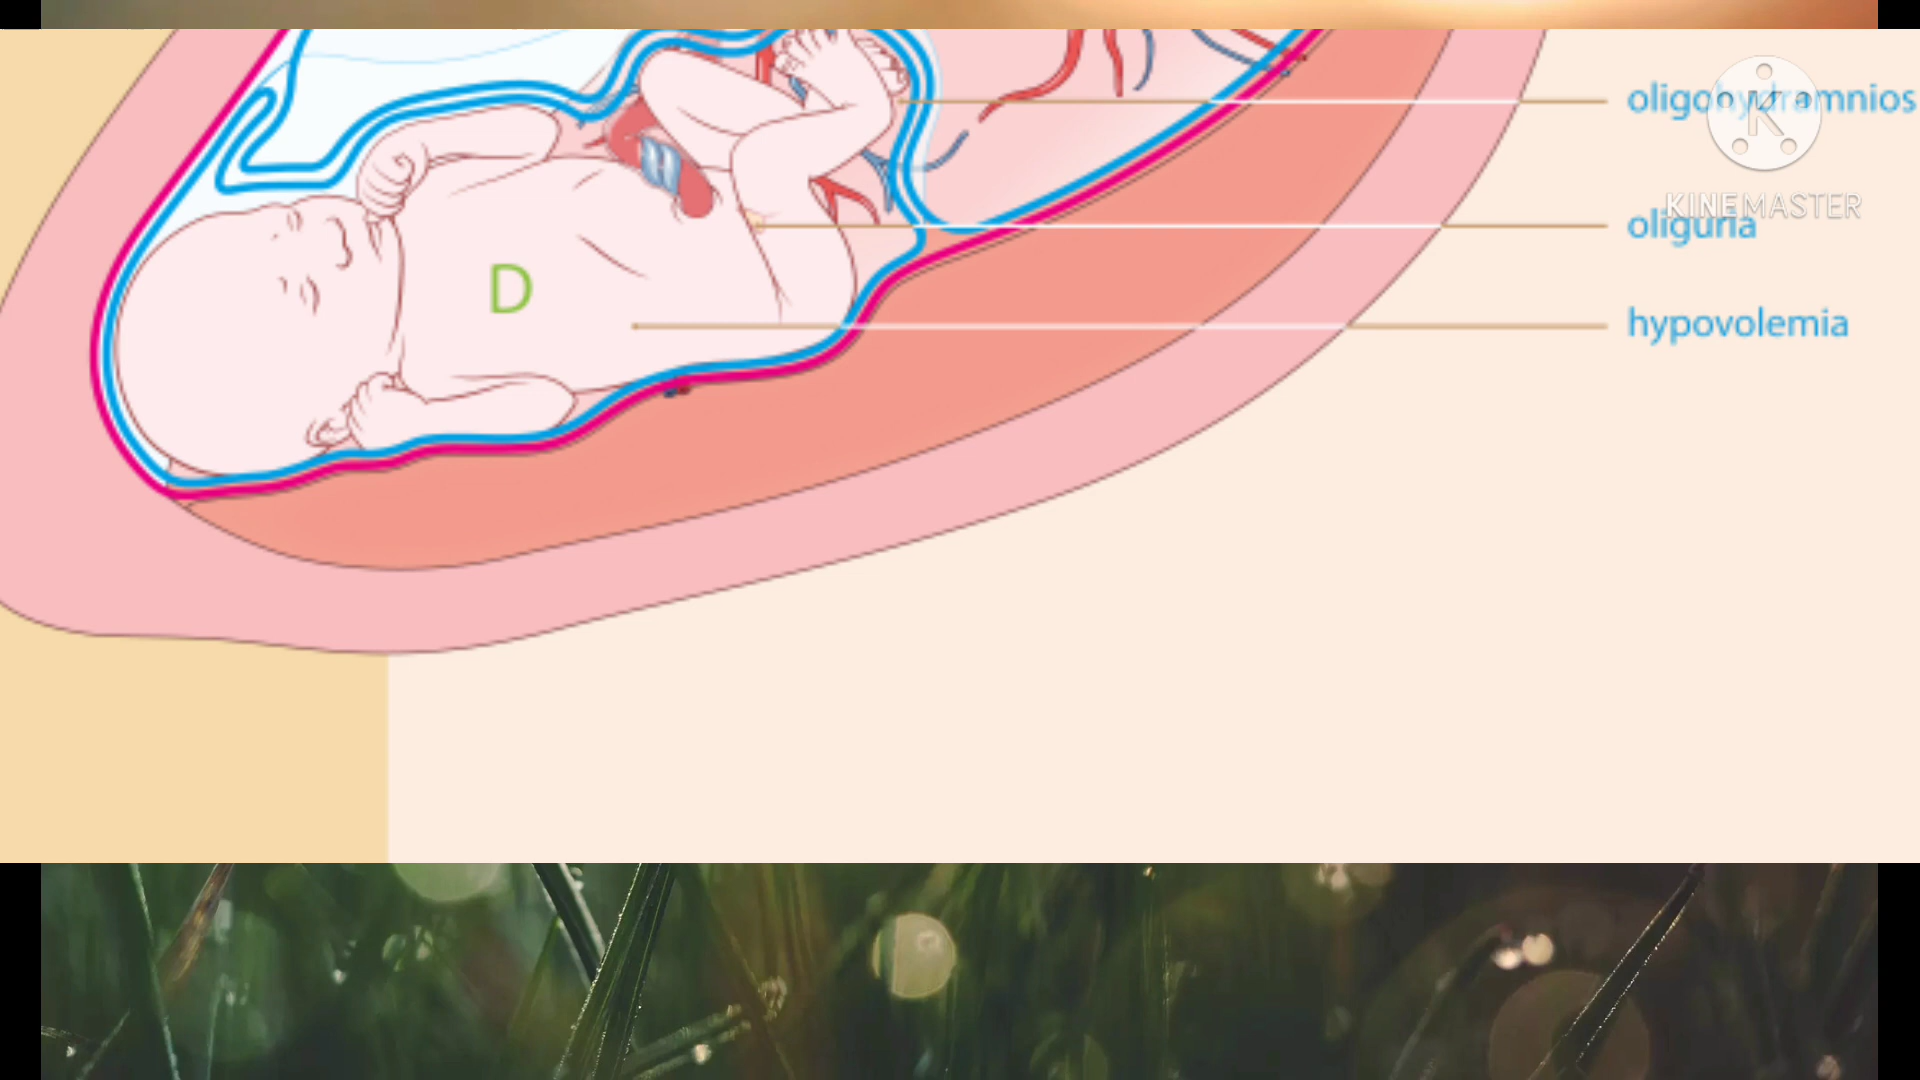 oligohydramnios
K
KINEMASTER
oliguria
D
hypovolemia